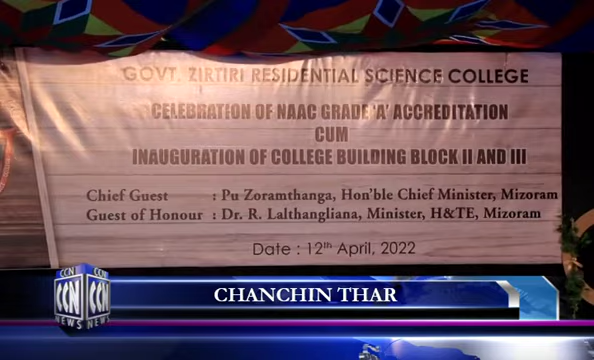 GOVT. ZIRTIRI RESIDENTIAL SCIENCE COLLEGE
CELEBRATION OF NAAC GRADE 'A' ACCREDITATION
CUM
INAUGURATION OF COLLEGE BUILDING BLOCK II AND III
Chief Guest : Pu Zoramthanga, Hon'ble Chief Minister, Mizoram
Guest of Honour : Dr. R. Lalthangliana, Minister, H&TE, Mizoram
Date : 12th April, 2022
CCN CCN
CCN CCN
NEWS NEWS
CHANCHIN THAR